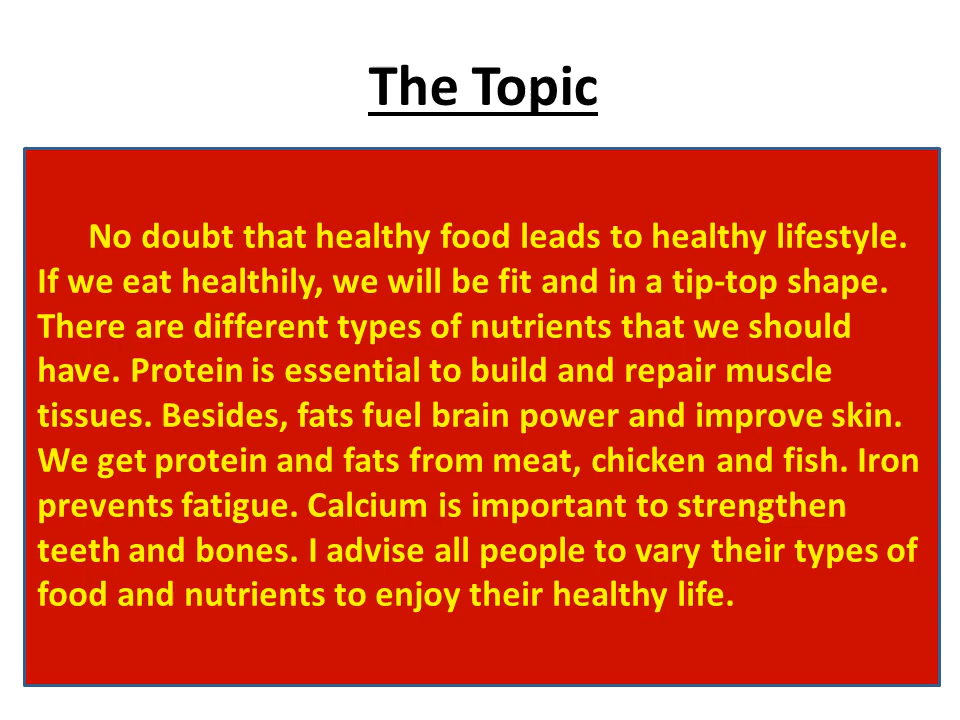 The Topic
No doubt that healthy food leads to healthy lifestyle.
If we eat healthily, we will be fit and in a tip-top shape.
There are different types of nutrients that we should
have. Protein is essential to build and repair muscle
tissues. Besides, fats fuel brain power and improve skin.
We get protein and fats from meat, chicken and fish. Iron
prevents fatigue. Calcium is important to strengthen
teeth and bones. I advise all people to vary their types of
food and nutrients to enjoy their healthy life.